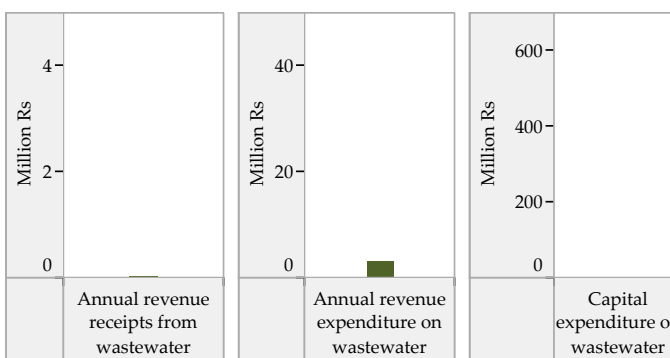 4
2
0
Million Rs
Annual revenue
receipts from
wastewater
40
20
0
Million Rs
Annual revenue
expenditure on
wastewater
600
400
200
0
Million Rs
Capital
expenditure o
wastewater